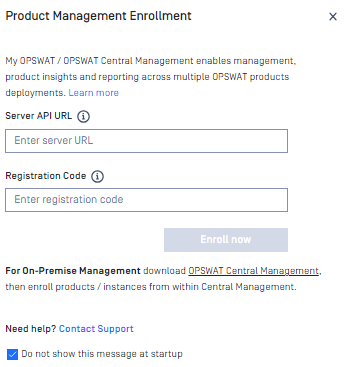 Product Management Enrollment
My OPSWAT / OPSWAT Central Management enables management,
product insights and reporting across multiple OPSWAT products
deployments. Learn more
Server API URL
Enter server URL
Registration Code
Enter registration code
Enroll now
For On-Premise Management download OPSWAT Central Management,
then enroll products / instances from within Central Management.
Need help? Contact Support
Do not show this message at startup